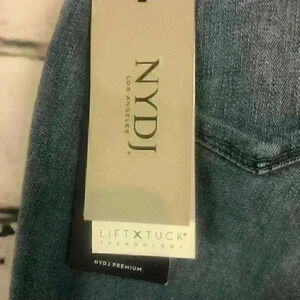 NYDJ
LOS ANGELES
LIFT X TUCK
TECHNOLOGY
NYDJ PREMIUM